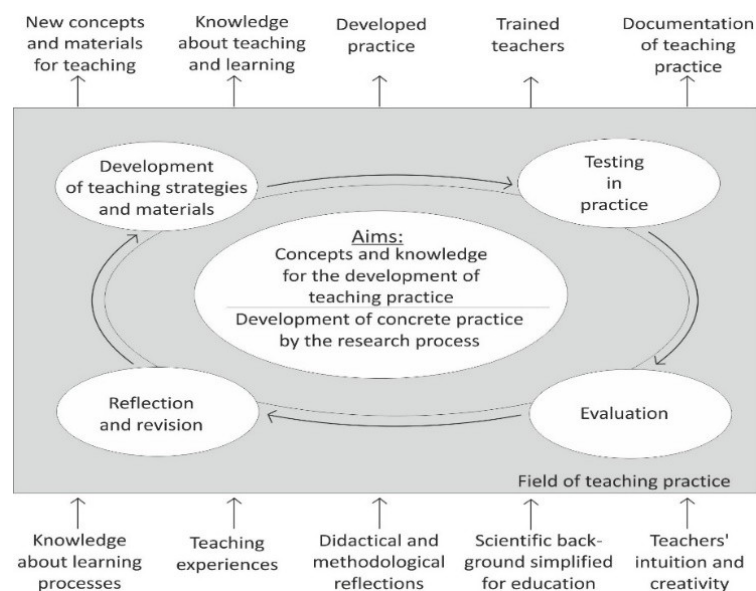 New concepts
and materials
for teaching
Knowledge
about teaching
and learning
Developed
practice
Trained
teachers
Documentation
of teaching
practice
Development
of teaching strategies
and materials
Testing
in
practice
Aims:
Concepts and knowledge
for the development of
teaching practice
Development of concrete practice
by the research process
Reflection
and revision
Evaluation
Field of teaching practice
Knowledge
about learning
processes
Teaching
experiences
Didactical and
methodological
reflections
Scientific back-
ground simplified
for education
Teachers'
intuition and
creativity